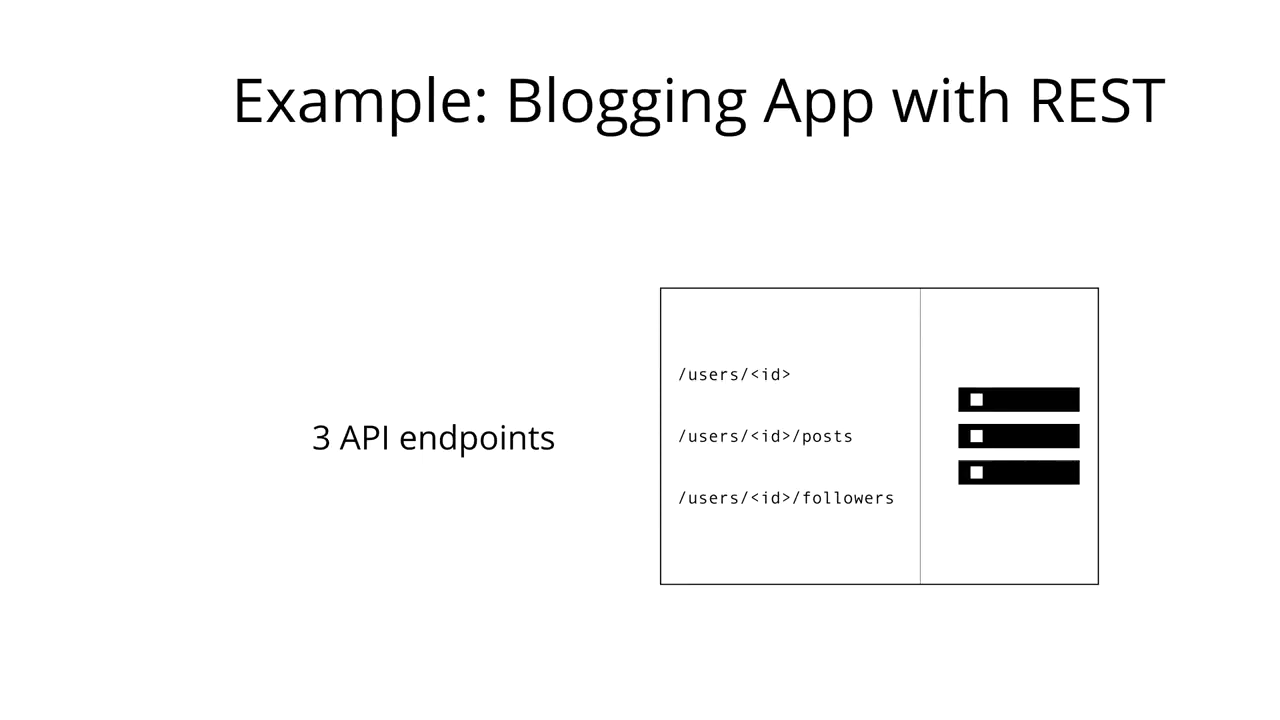 Example: Blogging App with REST
3 API endpoints
/users/<id>
/users/<id>/posts
/users/<id>/followers